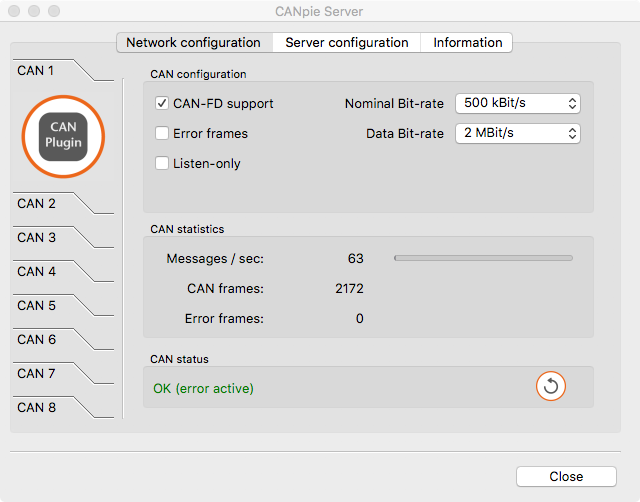 CANpie Server
Network configuration Server configuration Information
CAN 1
CAN
Plugin
CAN 2
CAN 3
CAN 4
CAN 5
CAN 6
CAN 7
CAN 8
CAN configuration
CAN-FD support Nominal Bit-rate 500 kBit/s
Error frames Data Bit-rate 2 MBit/s
Listen-only
CAN statistics
Messages / sec: 63
CAN frames: 2172
Error frames: 0
CAN status
OK (error active)
Close